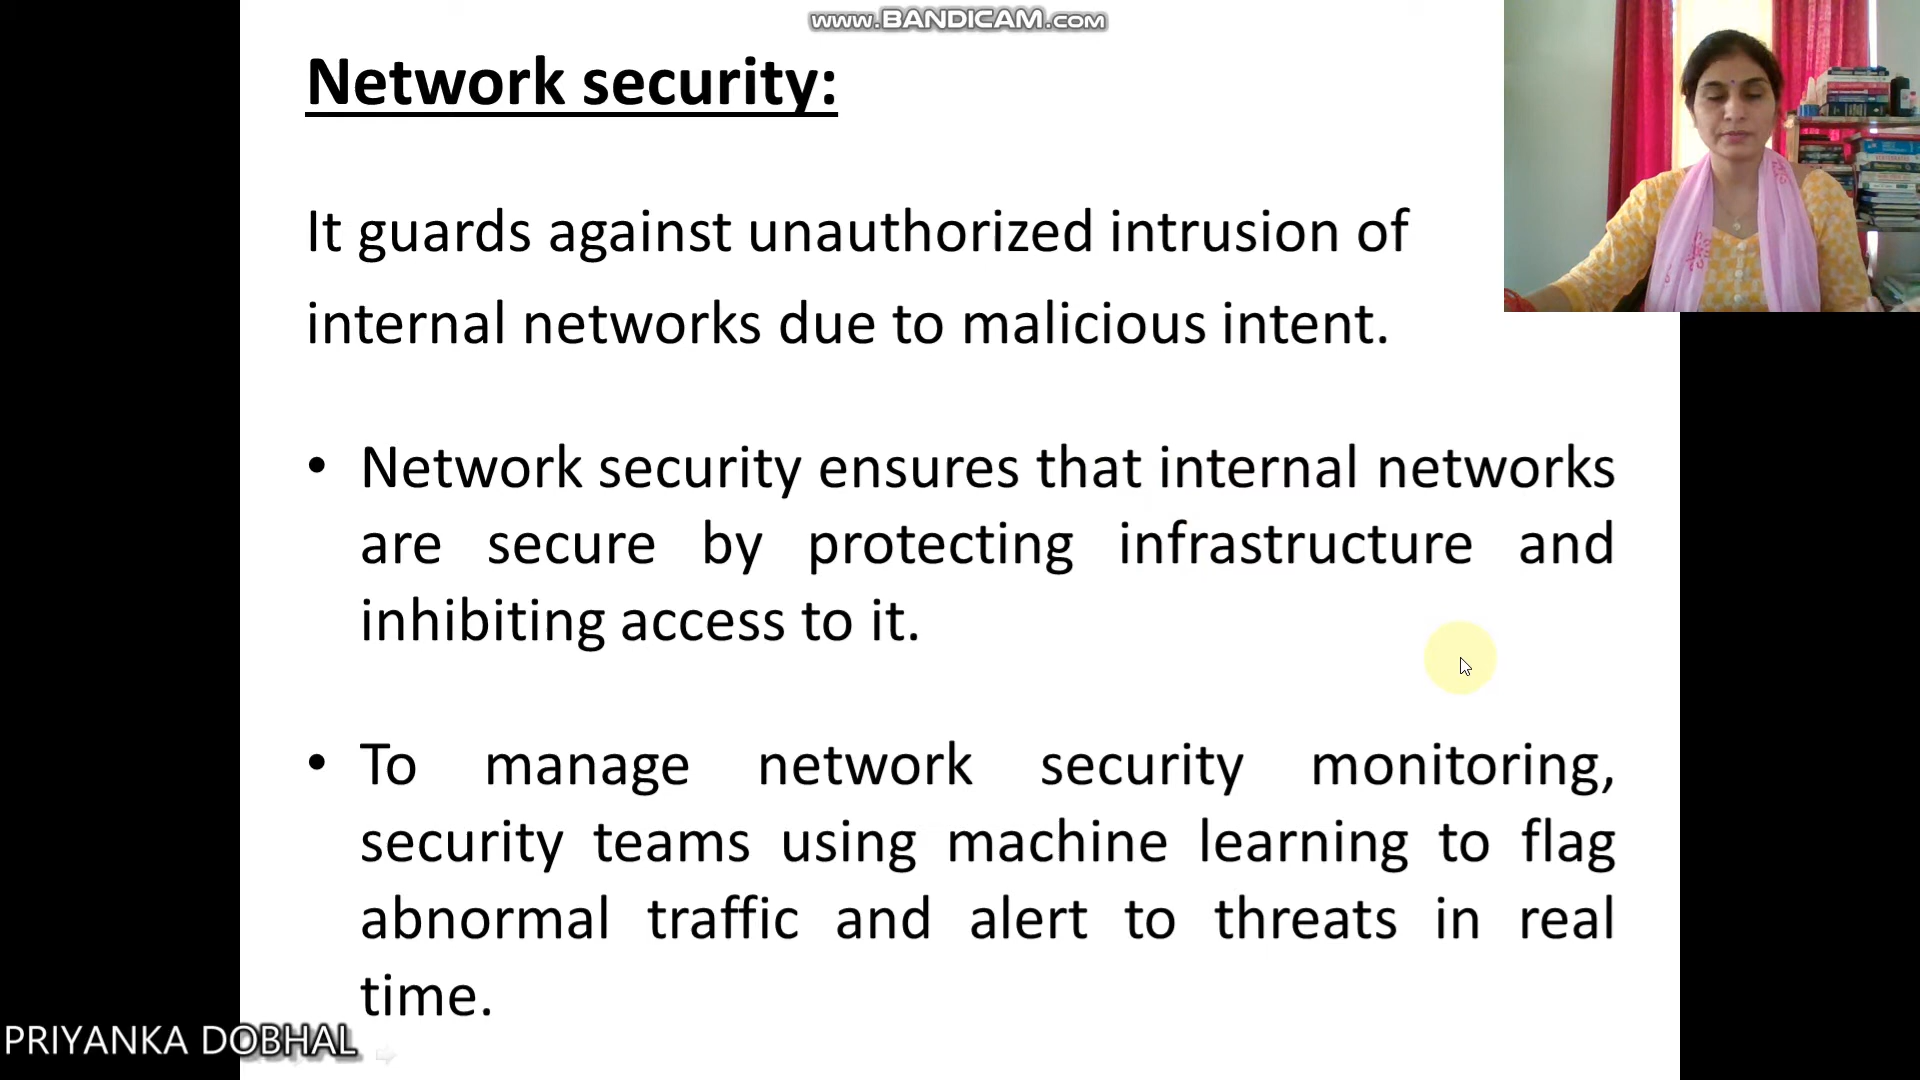 www.BANDICAM.com
Network security:
It guards against unauthorized intrusion of
internal networks due to malicious intent.
• Network security ensures that internal networks
are secure by protecting infrastructure and
inhibiting access to it.
• To manage network security monitoring,
security teams using machine learning to flag
abnormal traffic and alert to threats in real
time.
PRIYANKA DOBHAL